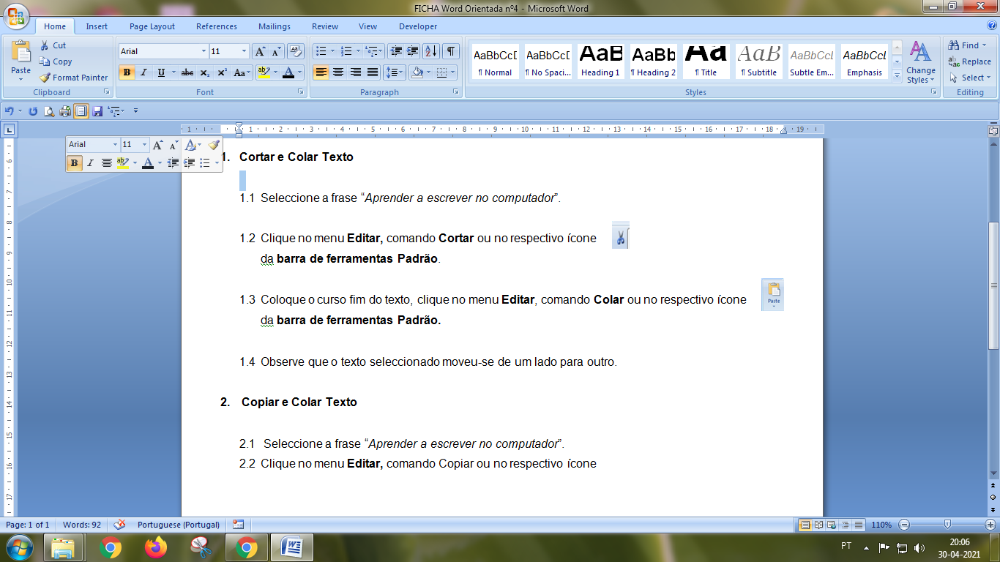 FICHA Word Orientada nº4 - Microsoft Word
Home Insert Page Layout References Mailings Review View Developer
Paste
Cut
Copy
Format Painter
Clipboard
Arial 11
Font
Paragraph
AaBbCcD AaBbCcD AaB AaBb Aa AaB AaBbCcD AaBbCcL
¶ Normal ¶ No Spaci... Heading 1 ¶ Heading 2 ¶ Title ¶ Subtitle Subtle Em... Emphasis
Change Styles
Styles
Find
Replace
Select
Editing
Arial 11
1. Cortar e Colar Texto
1.1 Seleccione a frase “Aprender a escrever no computador”.
1.2 Clique no menu Editar, comando Cortar ou no respectivo ícone
da barra de ferramentas Padrão.
1.3 Coloque o curso fim do texto, clique no menu Editar, comando Colar ou no respectivo ícone
Paste
da barra de ferramentas Padrão.
1.4 Observe que o texto seleccionado moveu-se de um lado para outro.
2. Copiar e Colar Texto
2.1 Seleccione a frase “Aprender a escrever no computador”.
2.2 Clique no menu Editar, comando Copiar ou no respectivo ícone
Page: 1 of 1 Words: 92 Portuguese (Portugal) 110%
PT 20:06
30-04-2021